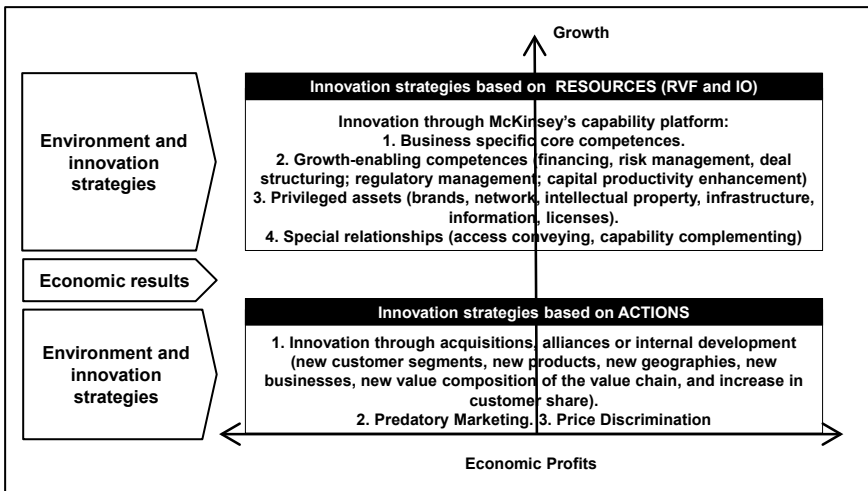 Growth
Innovation strategies based on RESOURCES (RVF and IO)
Environment and
innovation
strategies
Innovation through McKinsey's capability platform:
1. Business specific core competences.
2. Growth-enabling competences (financing, risk management, deal
structuring; regulatory management; capital productivity enhancement)
3. Privileged assets (brands, network, intellectual property, infrastructure,
information, licenses).
4. Special relationships (access conveying, capability complementing)
Economic results
Innovation strategies based on ACTIONS
Environment and
innovation
strategies
1. Innovation through acquisitions, alliances or internal development
(new customer segments, new products, new geographies, new
businesses, new value composition of the value chain, and increase in
customer share).
2. Predatory Marketing. 3. Price Discrimination
Economic Profits